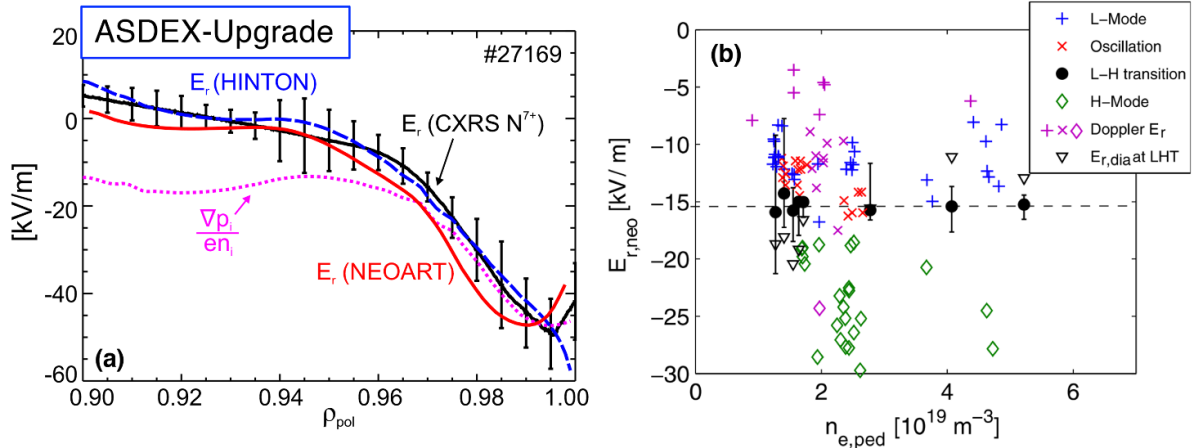 ASDEX-Upgrade
#27169
E_r (HINTON)
E_r (CXRS N^7+)
∇p_i
en_i
E_r (NEOART)
(a)
[kV/m]
20
0
-20
-40
-60
0.90
0.92
0.94
0.96
0.98
1.00
ρ_pol
(b)
L-Mode
Oscillation
L-H transition
H-Mode
Doppler E_r
E_r,dia at LHT
E_r,neo [kV / m]
0
−5
−10
−15
−20
−25
−30
0
2
4
6
n_e,ped [10^19 m^−3]